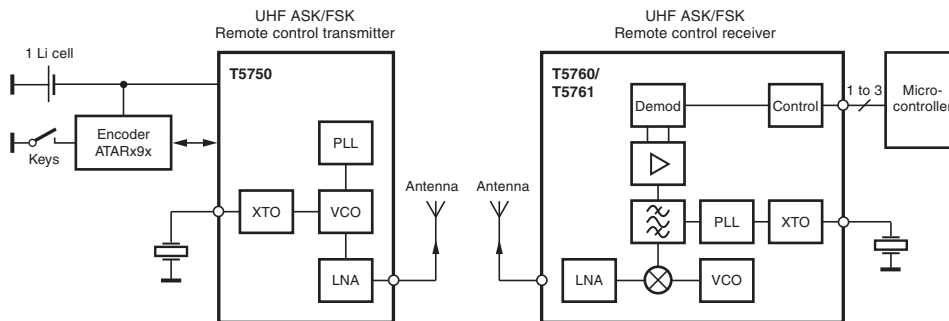 UHF ASK/FSK
Remote control transmitter
UHF ASK/FSK
Remote control receiver
1 Li cell
T5750
Encoder
ATARx9x
Keys
PLL
XTO
VCO
LNA
Antenna
Antenna
T5760/
T5761
Demod
Control
1 to 3
Micro-
controller
PLL
XTO
LNA
VCO